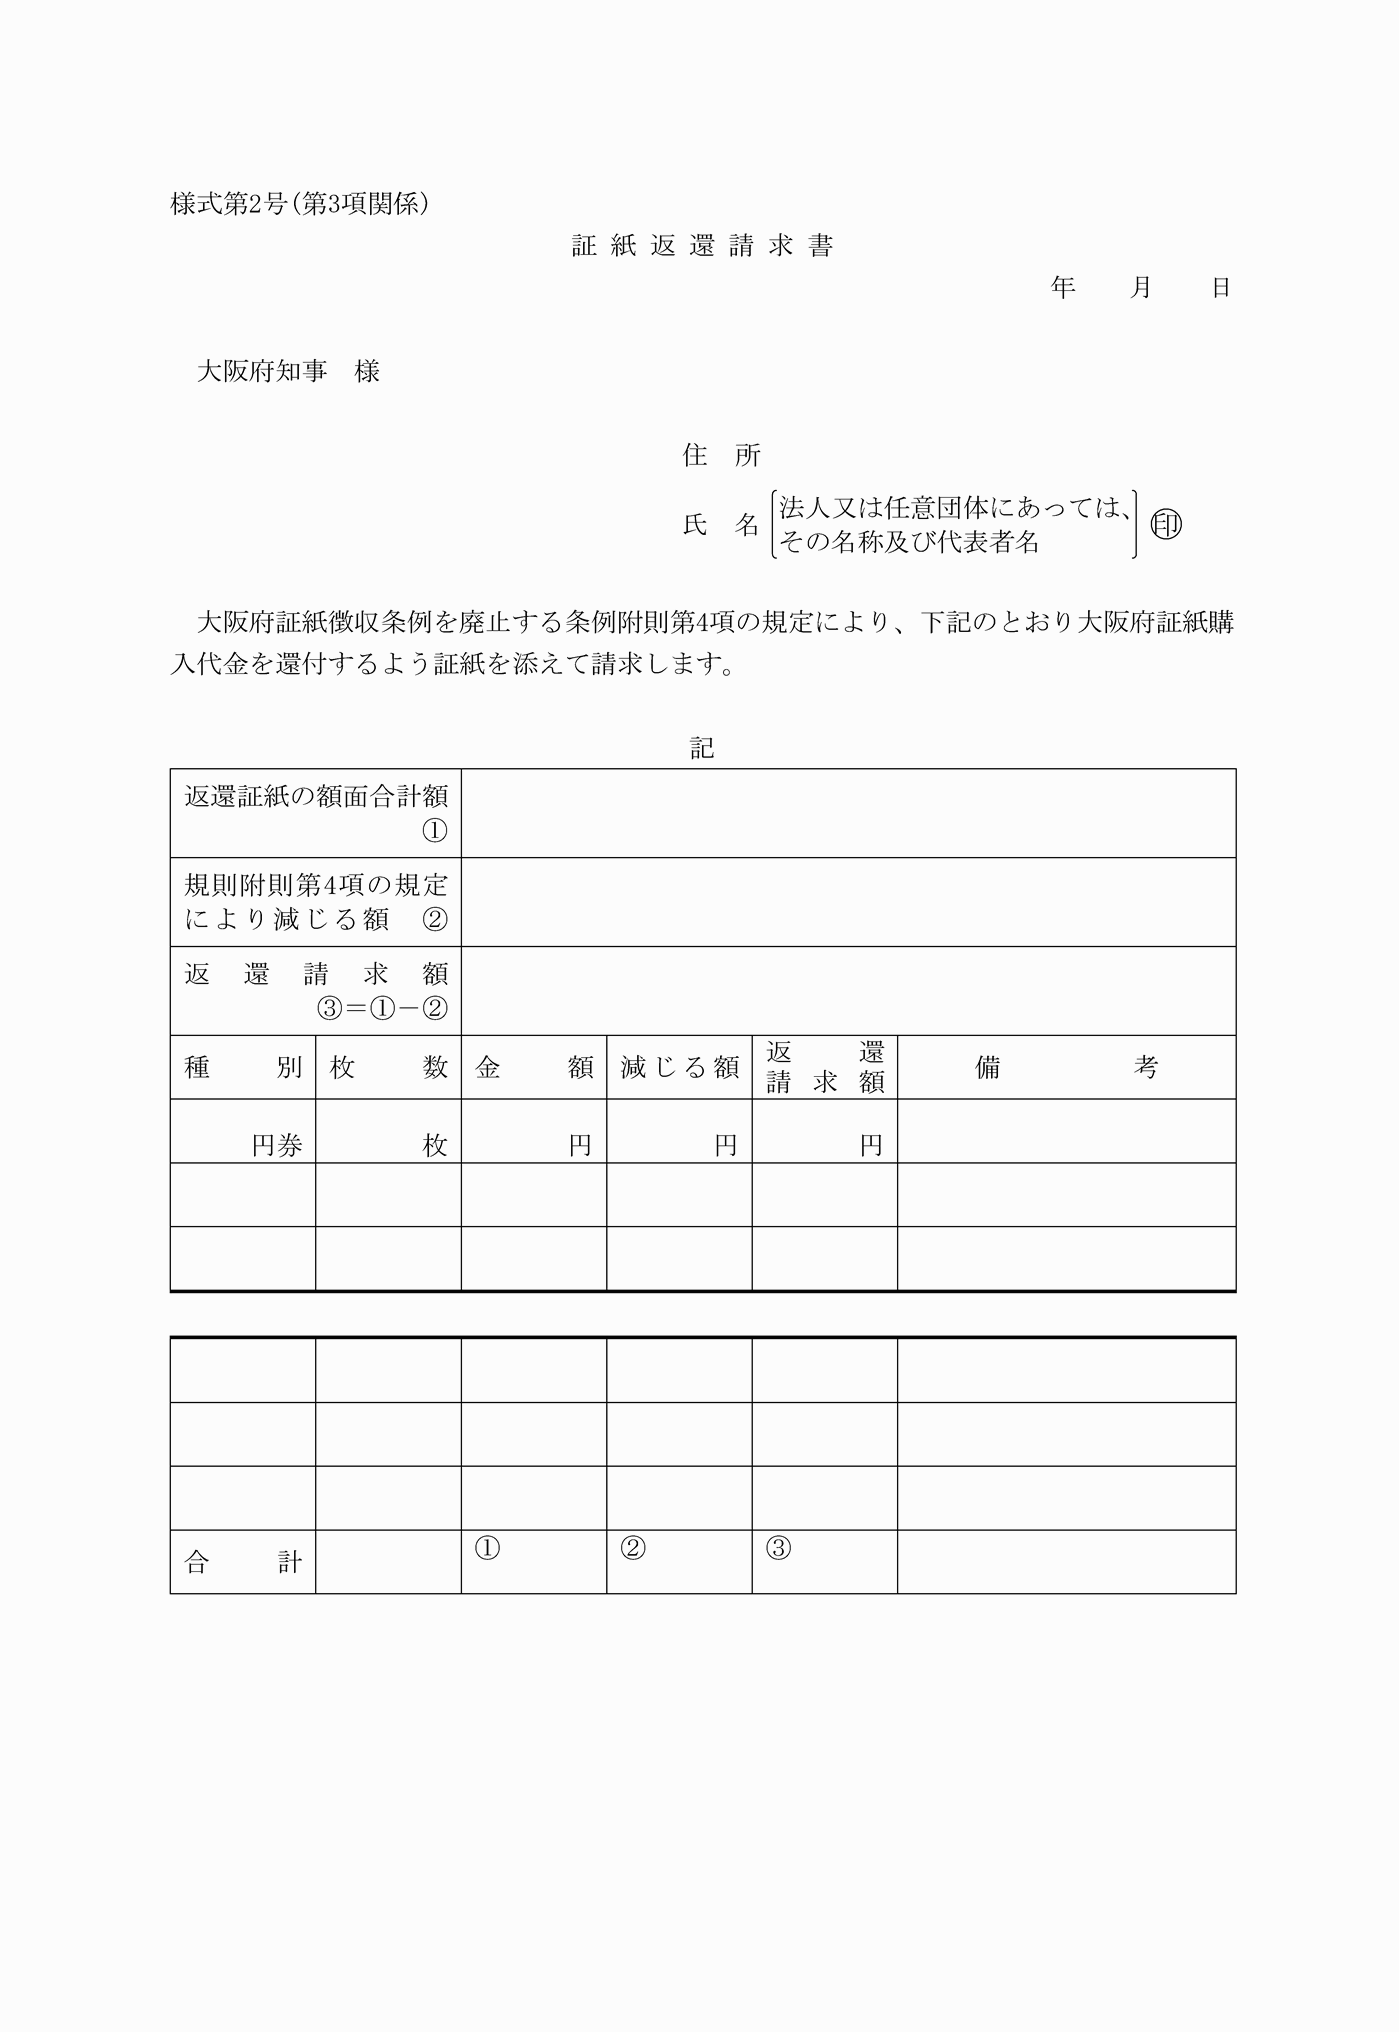 様式第2号(第3項関係)
証紙返還請求書
年　　月　　日
大阪府知事　様
住　所
氏　名 法人又は任意団体にあっては、 ㊞
その名称及び代表者名
大阪府証紙徴収条例を廃止する条例附則第4項の規定により、下記のとおり大阪府証紙購
入代金を還付するよう証紙を添えて請求します。
記
返還証紙の額面合計額
①
規則附則第4項の規定
により減じる額　②
返還請求額
③＝①－②
種別 枚数 金額 減じる額 返還 備考
請求額
円券 枚 円 円 円
合計 ① ② ③